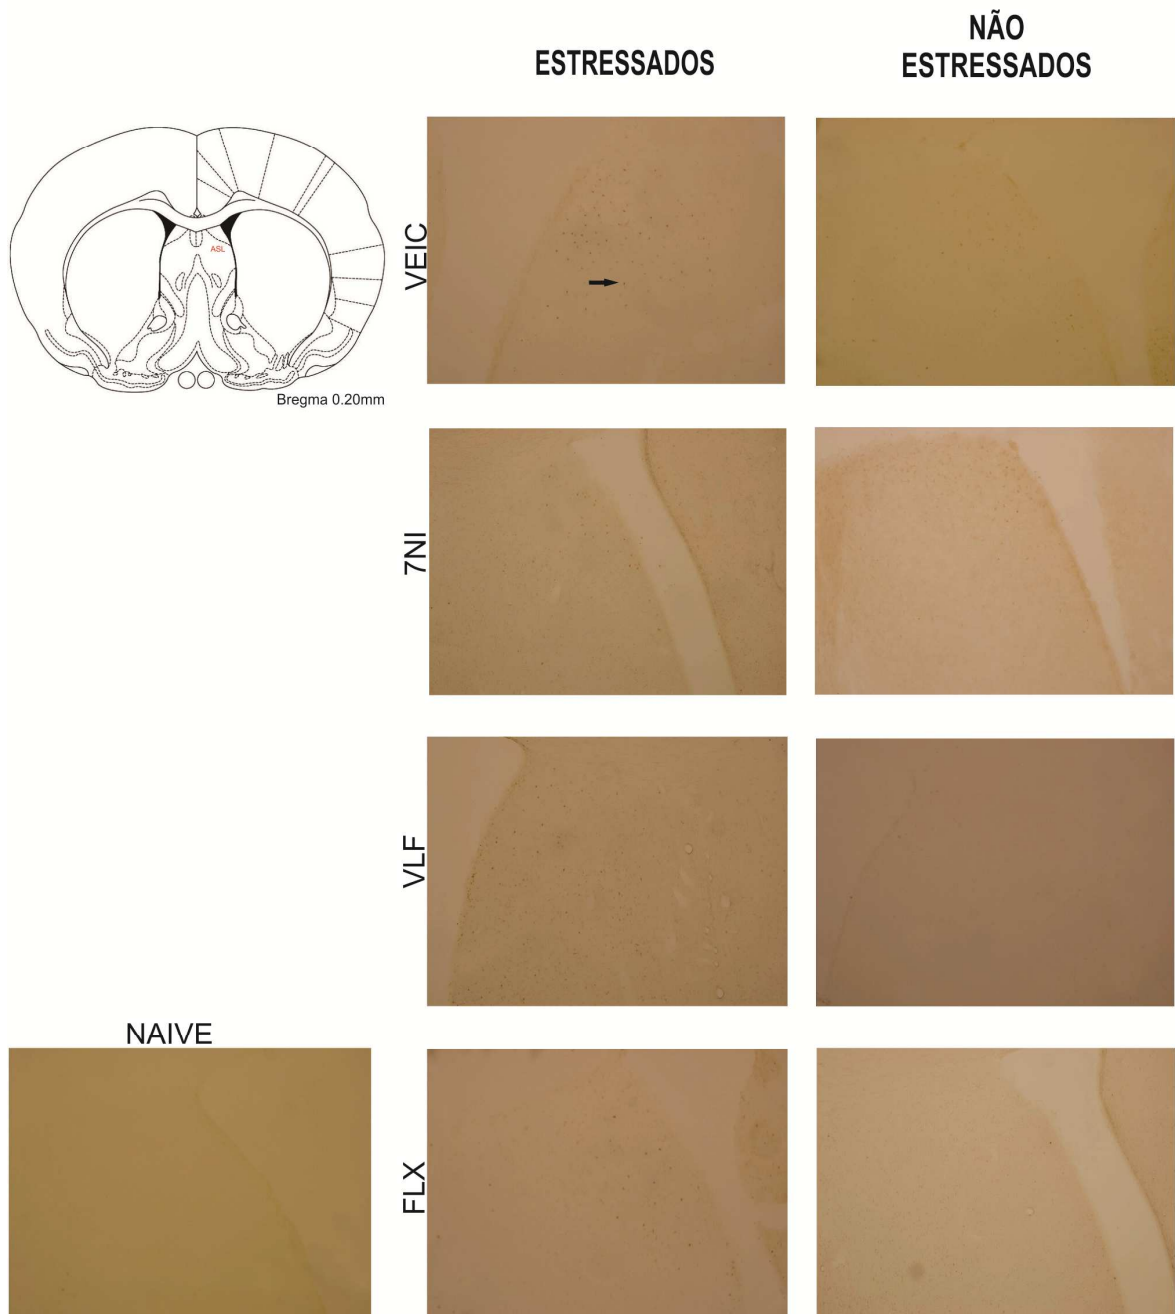 ESTRESSADOS
NÃO
ESTRESSADOS
ASL
Bregma 0.20mm
VEIC
7NI
VLF
NAIVE
FLX